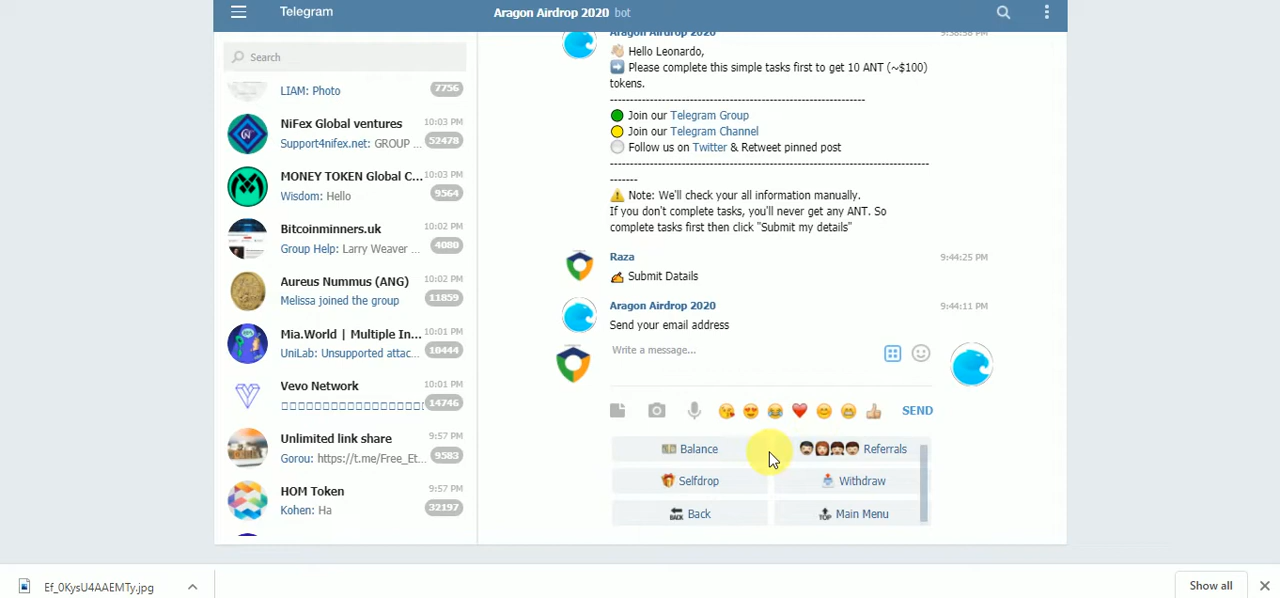 Telegram
Aragon Airdrop 2020 bot
Search
LIAM: Photo
7756
NiFex Global ventures
10:03 PM
Support4nifex.net: GROUP ...
52478
MONEY TOKEN Global C...
10:03 PM
Wisdom: Hello
9564
Bitcoinminners.uk
10:02 PM
Group Help: Larry Weaver ...
4080
Aureus Nummus (ANG)
10:02 PM
Melissa joined the group
11859
Mia.World | Multiple In...
10:01 PM
UniLab: Unsupported attac...
10444
Vevo Network
10:01 PM
14746
Unlimited link share
9:57 PM
Gorou: https://t.me/Free_Et...
9583
HOM Token
9:57 PM
Kohen: Ha
32197
Aragon Airdrop 2020
9:38:58 PM
Hello Leonardo,
Please complete this simple tasks first to get 10 ANT (~$100)
tokens.
Join our Telegram Group
Join our Telegram Channel
Follow us on Twitter & Retweet pinned post
Note: We'll check your all information manually.
If you don't complete tasks, you'll never get any ANT. So
complete tasks first then click "Submit my details"
Raza
9:44:25 PM
Submit Datails
Aragon Airdrop 2020
9:44:11 PM
Send your email address
Write a message...
SEND
Balance
Referrals
Selfdrop
Withdraw
BACK Back
TOP Main Menu
Ef_0KysU4AAEMTy.jpg
Show all